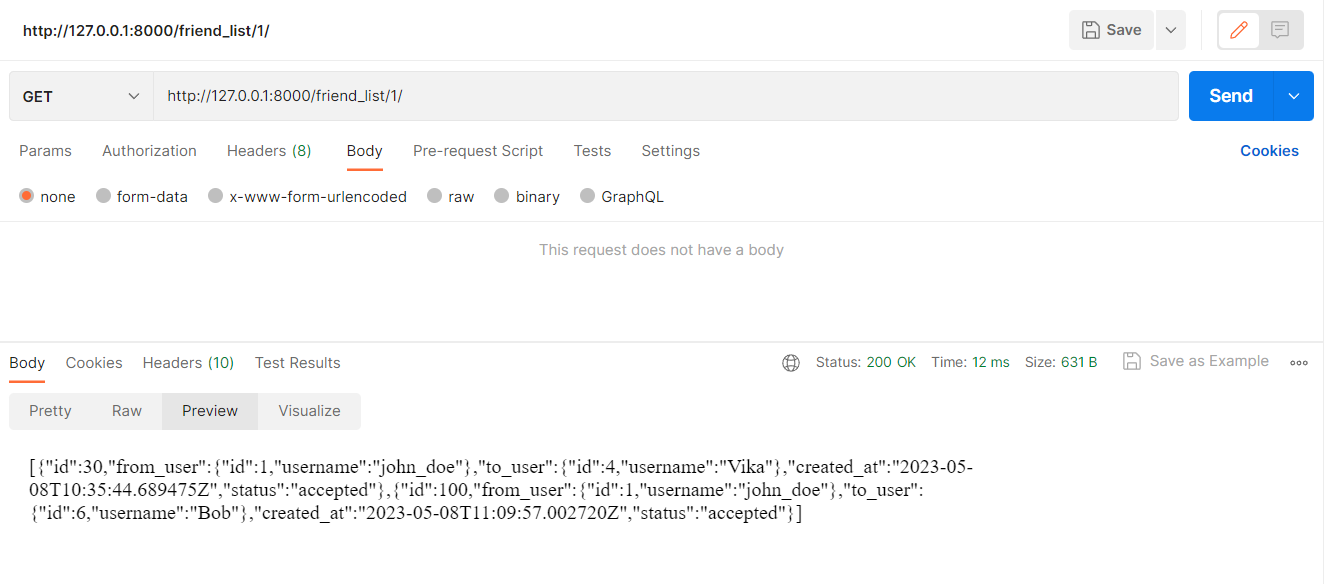 http://127.0.0.1:8000/friend_list/1/
Save
GET
http://127.0.0.1:8000/friend_list/1/
Send
Params Authorization Headers (8) Body Pre-request Script Tests Settings Cookies
none form-data x-www-form-urlencoded raw binary GraphQL
This request does not have a body
Body Cookies Headers (10) Test Results Status: 200 OK Time: 12 ms Size: 631 B Save as Example
Pretty Raw Preview Visualize
[{"id":30,"from_user":{"id":1,"username":"john_doe"},"to_user":{"id":4,"username":"Vika"},"created_at":"2023-05-
08T10:35:44.689475Z","status":"accepted"},{"id":100,"from_user":{"id":1,"username":"john_doe"},"to_user":
{"id":6,"username":"Bob"},"created_at":"2023-05-08T11:09:57.002720Z","status":"accepted"}]